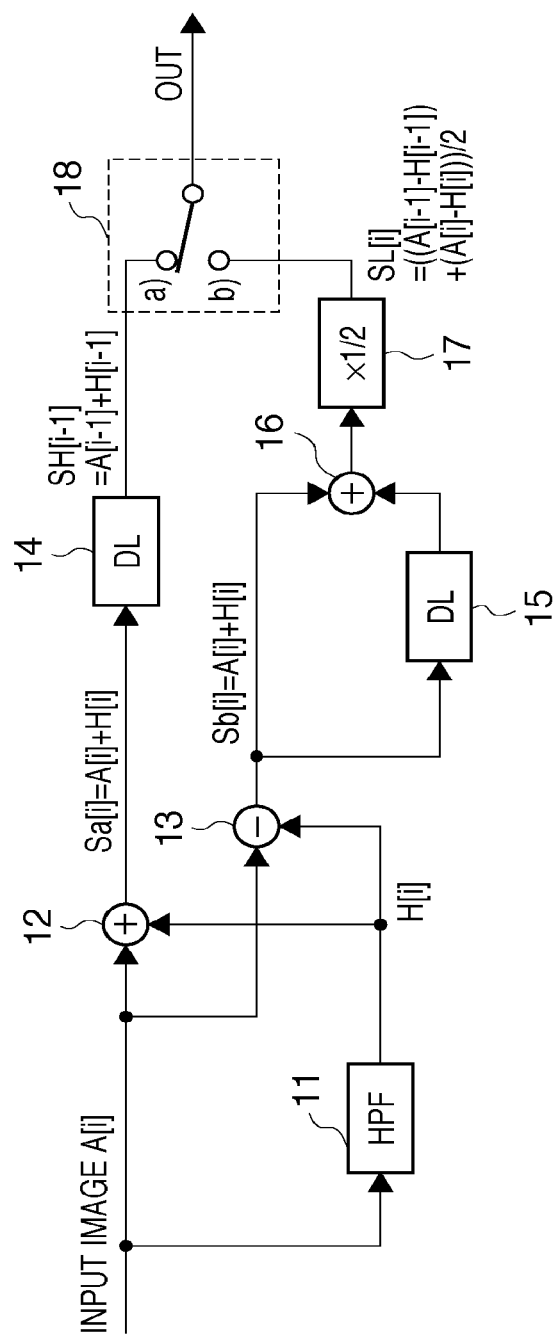 INPUT IMAGE A[i]
11
HPF
H[i]
12
+
Sa[i]=A[i]+H[i]
13
−
Sb[i]=A[i]+H[i]
14
DL
SH[i-1]
=A[i-1]+H[i-1]
15
DL
16
+
17
×1/2
SL[i]
=((A[i-1]-H[i-1])
+(A[i]-H[i]))/2
18
a)
b)
OUT